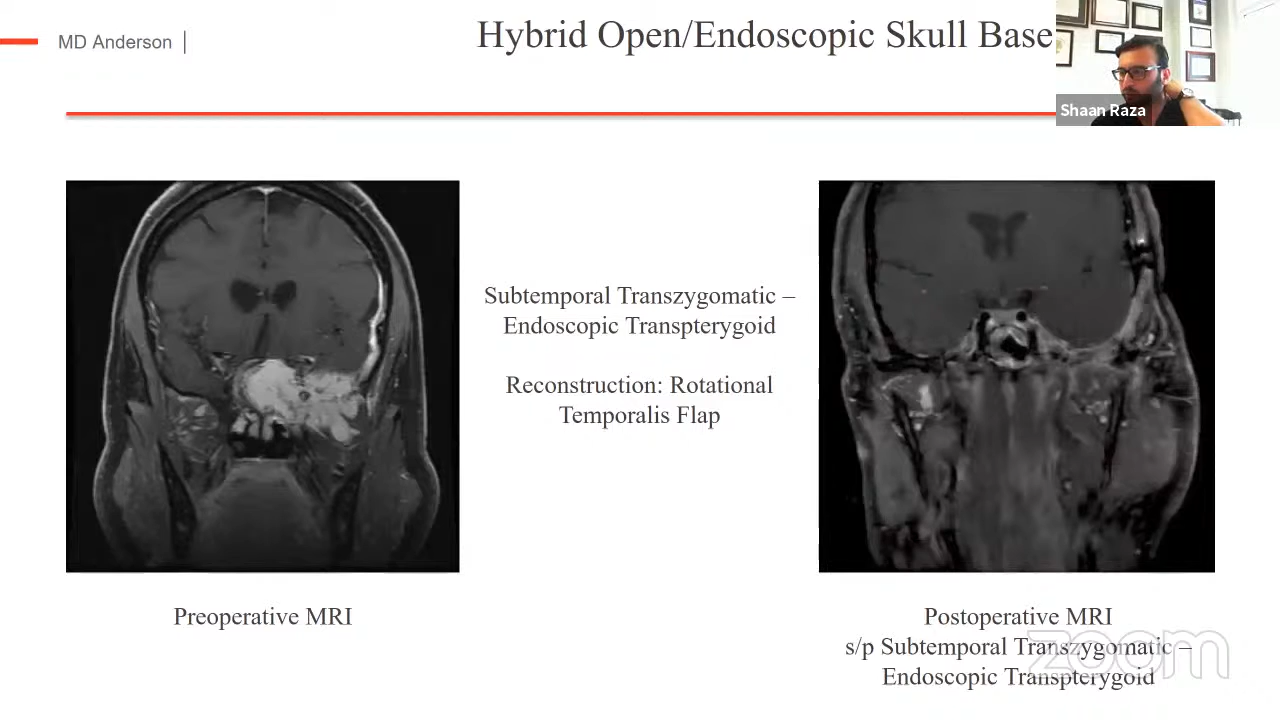 MD Anderson
Hybrid Open/Endoscopic Skull Base
Shaan Raza
Subtemporal Transzygomatic –
Endoscopic Transpterygoid
Reconstruction: Rotational
Temporalis Flap
Preoperative MRI
Postoperative MRI
s/p Subtemporal Transzygomatic –
Endoscopic Transpterygoid
zoom